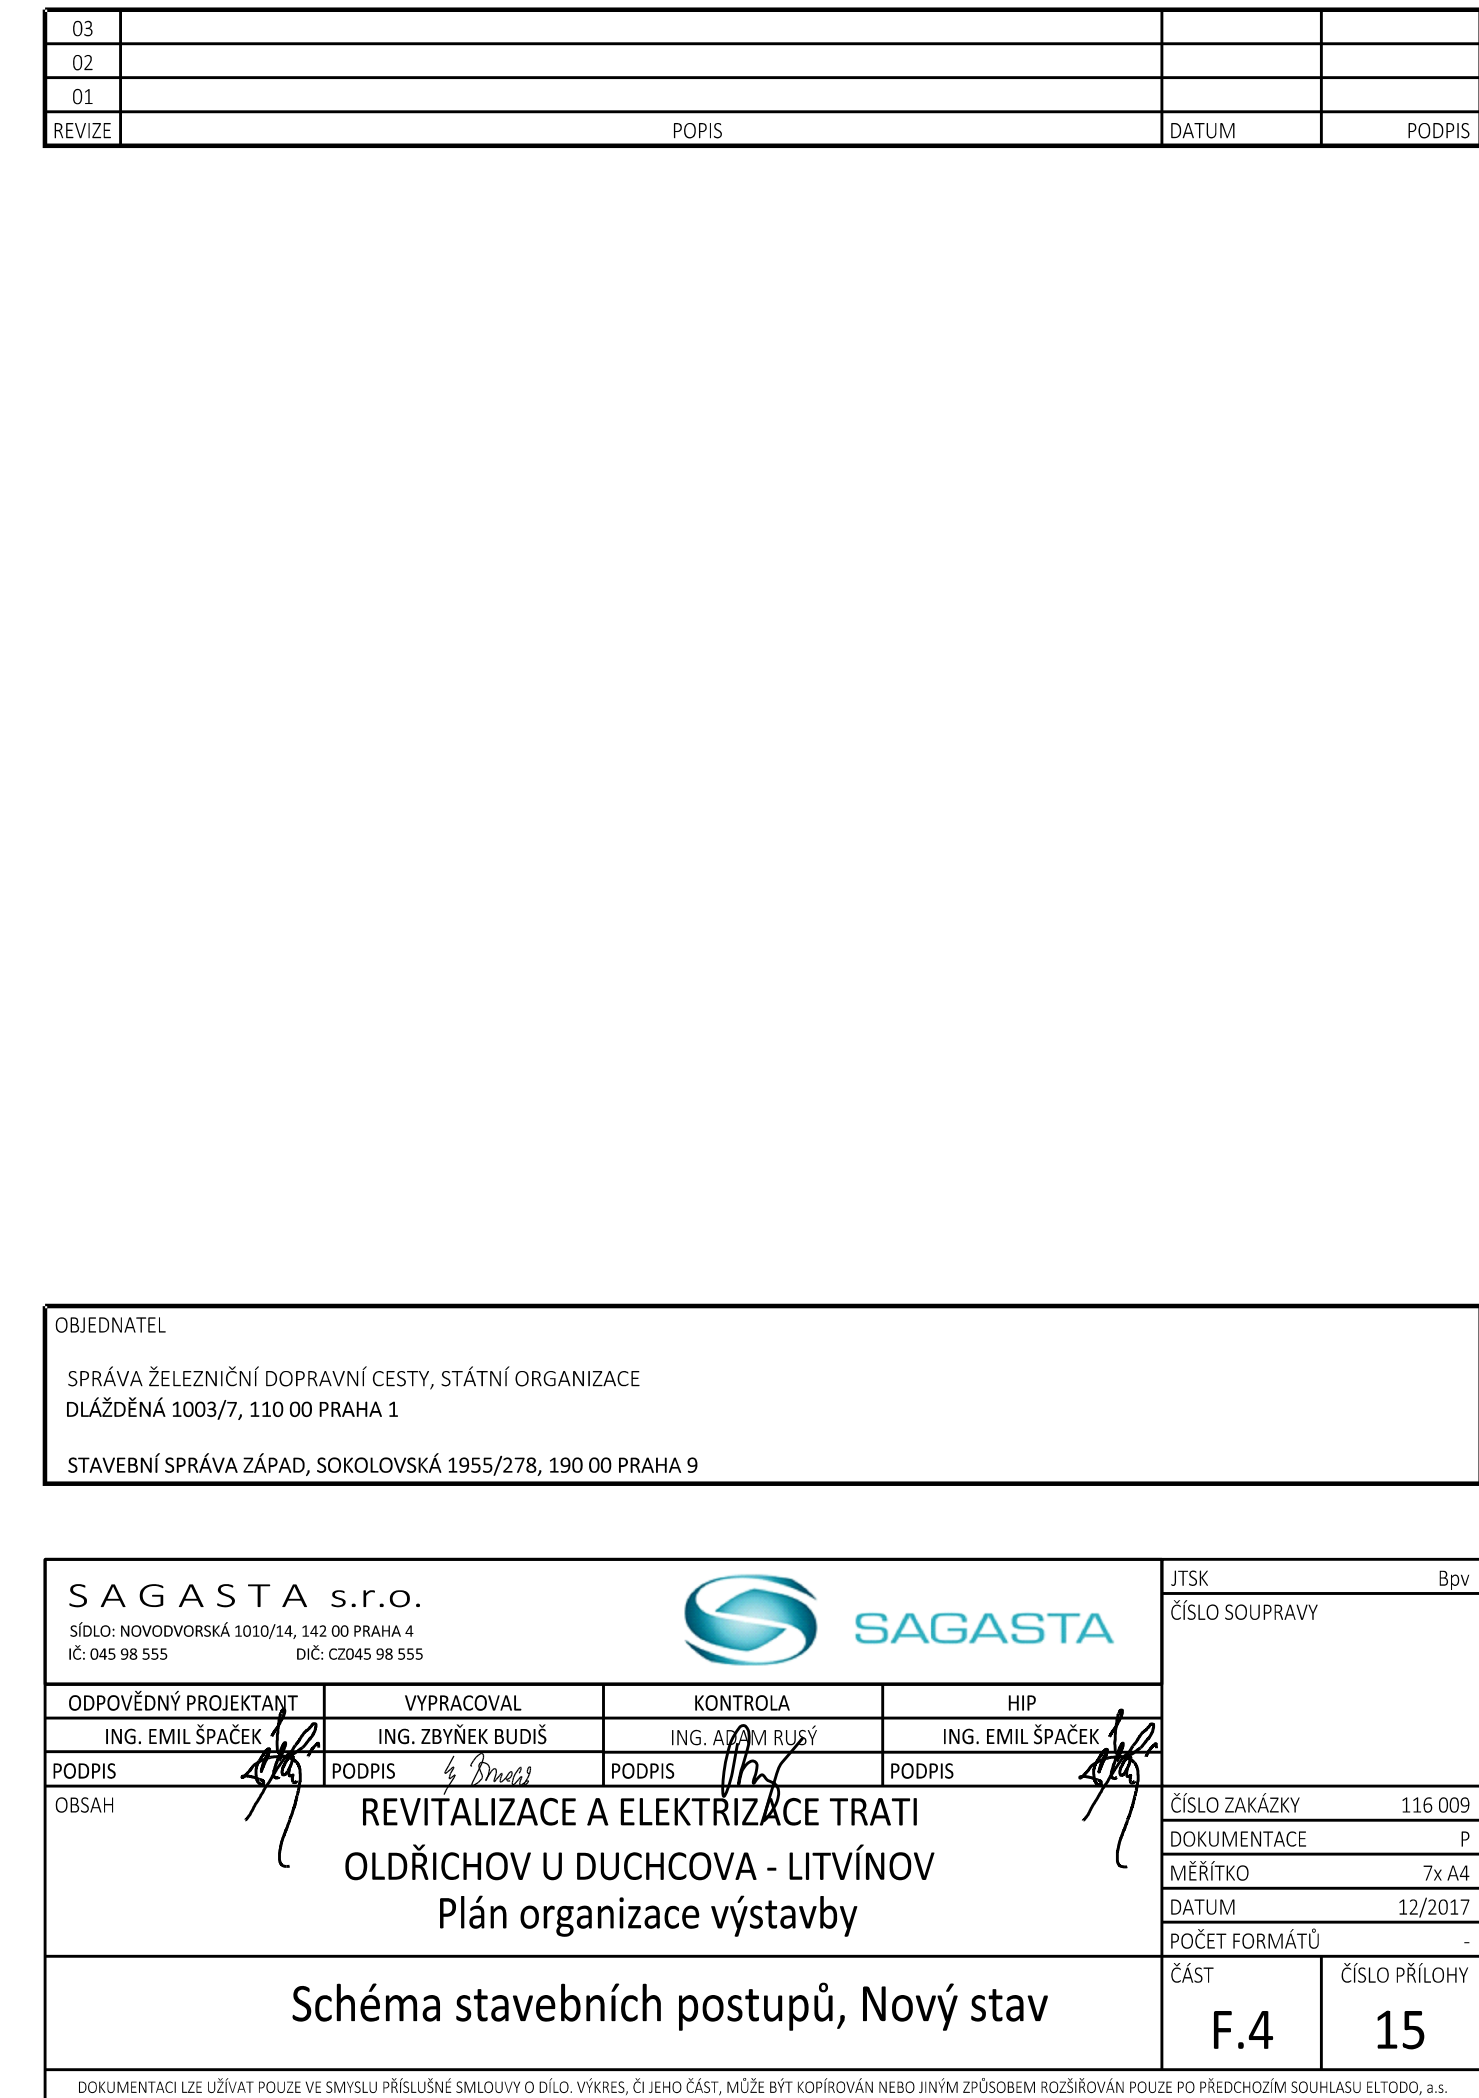 03
02
01
REVIZE POPIS DATUM PODPIS
OBJEDNATEL
SPRÁVA ŽELEZNIČNÍ DOPRAVNÍ CESTY, STÁTNÍ ORGANIZACE
DLÁŽDĚNÁ 1003/7, 110 00 PRAHA 1
STAVEBNÍ SPRÁVA ZÁPAD, SOKOLOVSKÁ 1955/278, 190 00 PRAHA 9
SAGASTA s.r.o.
SÍDLO: NOVODVORSKÁ 1010/14, 142 00 PRAHA 4
IČ: 045 98 555 DIČ: CZ045 98 555
SAGASTA
JTSK Bpv
ČÍSLO SOUPRAVY
ODPOVĚDNÝ PROJEKTANT VYPRACOVAL KONTROLA HIP
ING. EMIL ŠPAČEK ING. ZBYŇEK BUDIŠ ING. ADAM RUSÝ ING. EMIL ŠPAČEK
PODPIS PODPIS PODPIS PODPIS
OBSAH
REVITALIZACE A ELEKTRIZACE TRATI
OLDŘICHOV U DUCHCOVA - LITVÍNOV
Plán organizace výstavby
ČÍSLO ZAKÁZKY 116 009
DOKUMENTACE P
MĚŘÍTKO 7x A4
DATUM 12/2017
POČET FORMÁTŮ -
Schéma stavebních postupů, Nový stav
ČÁST ČÍSLO PŘÍLOHY
F.4 15
DOKUMENTACI LZE UŽÍVAT POUZE VE SMYSLU PŘÍSLUŠNÉ SMLOUVY O DÍLO. VÝKRES, ČI JEHO ČÁST, MŮŽE BÝT KOPÍROVÁN NEBO JINÝM ZPŮSOBEM ROZŠIŘOVÁN POUZE PO PŘEDCHOZÍM SOUHLASU ELTODO, a.s.